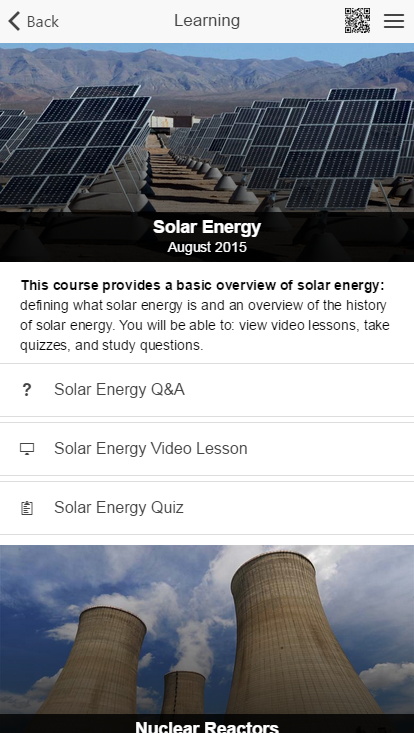 Back
Learning
Solar Energy
August 2015
This course provides a basic overview of solar energy:
defining what solar energy is and an overview of the history
of solar energy. You will be able to: view video lessons, take
quizzes, and study questions.
? Solar Energy Q&A
Solar Energy Video Lesson
Solar Energy Quiz
Nuclear Reactors